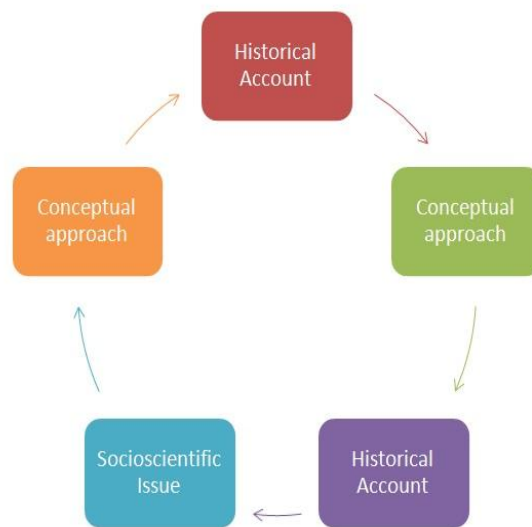 Historical
Account
Conceptual
approach
Historical
Account
Socioscientific
Issue
Conceptual
approach